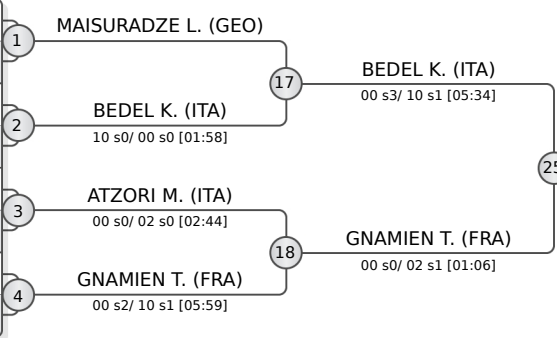 MAISURADZE L. (GEO)
1
17
BEDEL K. (ITA)
00 s3/ 10 s1 [05:34]
BEDEL K. (ITA)
2
10 s0/ 00 s0 [01:58]
25
ATZORI M. (ITA)
3
00 s0/ 02 s0 [02:44]
18
GNAMIEN T. (FRA)
00 s0/ 02 s1 [01:06]
GNAMIEN T. (FRA)
4
00 s2/ 10 s1 [05:59]